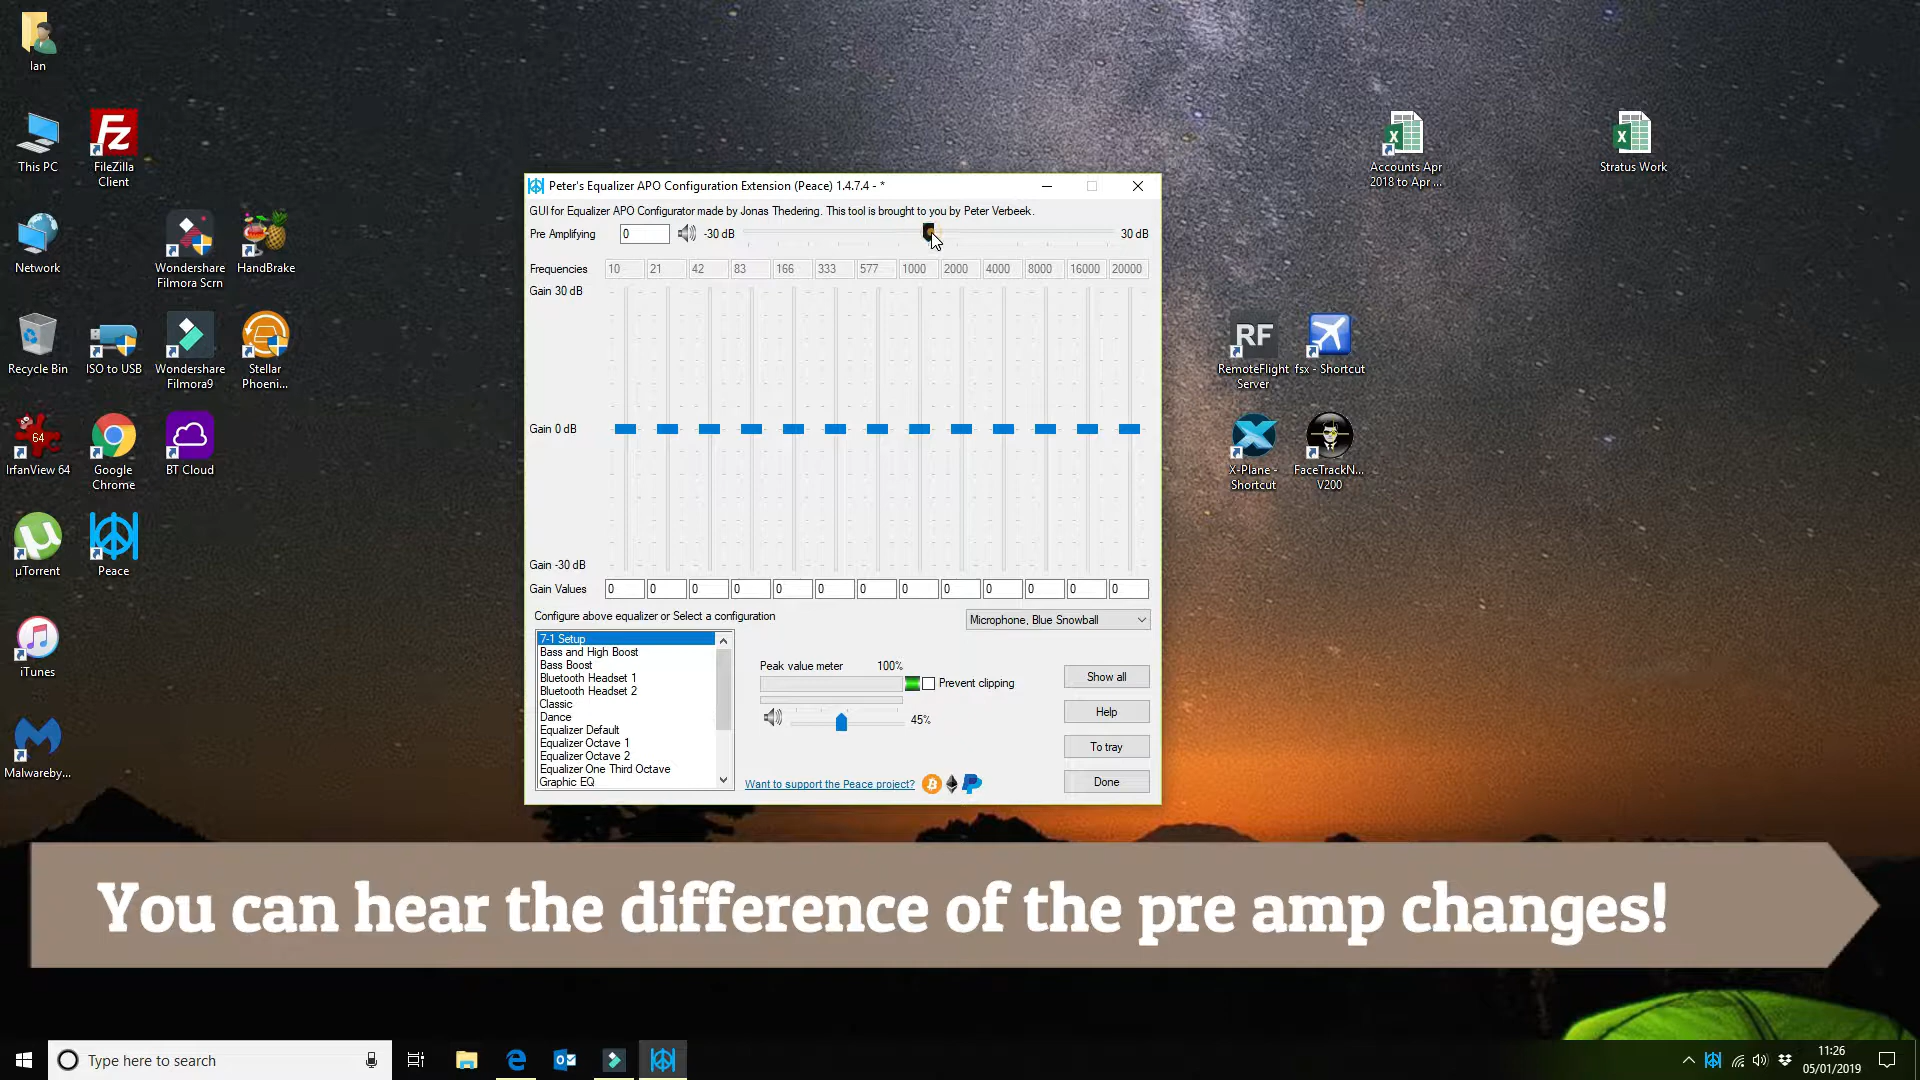 Ian
This PC
FileZilla
Client
Network
Wondershare
Filmora Scrn
HandBrake
Recycle Bin
ISO to USB
Wondershare
Filmora9
Stellar
Phoeni...
64
IrfanView 64
Google
Chrome
BT Cloud
µTorrent
Peace
iTunes
Malwareby...
Accounts Apr
2018 to Apr ...
Stratus Work
RF
RemoteFlight
Server
fsx - Shortcut
X-Plane -
Shortcut
FaceTrackN...
V200
Peter's Equalizer APO Configuration Extension (Peace) 1.4.7.4 - *
GUI for Equalizer APO Configurator made by Jonas Thedering. This tool is brought to you by Peter Verbeek.
Pre Amplifying 0 -30 dB 30 dB
Frequencies 10 21 42 83 166 333 577 1000 2000 4000 8000 16000 20000
Gain 30 dB
Gain 0 dB
Gain -30 dB
Gain Values 0 0 0 0 0 0 0 0 0 0 0 0 0
Configure above equalizer or Select a configuration
Microphone, Blue Snowball
7-1 Setup
Bass and High Boost
Bass Boost
Bluetooth Headset 1
Bluetooth Headset 2
Classic
Dance
Equalizer Default
Equalizer Octave 1
Equalizer Octave 2
Equalizer One Third Octave
Graphic EQ
Peak value meter 100%
Prevent clipping
45%
Show all
Help
To tray
Done
Want to support the Peace project?
You can hear the difference of the pre amp changes!
Type here to search
11:26
05/01/2019